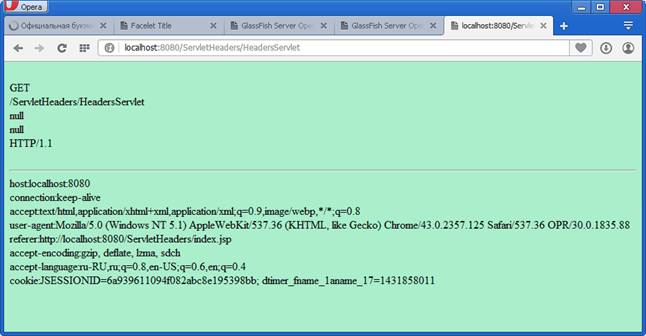 Opera
Официальная букм
Facelet Title
GlassFish Server Open
GlassFish Server Open
localhost:8080/Servl
localhost:8080/ServletHeaders/HeadersServlet
GET
/ServletHeaders/HeadersServlet
null
null
HTTP/1.1
host:localhost:8080
connection:keep-alive
accept:text/html,application/xhtml+xml,application/xml;q=0.9,image/webp,*/*;q=0.8
user-agent:Mozilla/5.0 (Windows NT 5.1) AppleWebKit/537.36 (KHTML, like Gecko) Chrome/43.0.2357.125 Safari/537.36 OPR/30.0.1835.88
referer:http://localhost:8080/ServletHeaders/index.jsp
accept-encoding:gzip, deflate, lzma, sdch
accept-language:ru-RU,ru;q=0.8,en-US;q=0.6,en;q=0.4
cookie:JSESSIONID=6a939611094f082abc8e195398bb; dtimer_fname_1aname_17=1431858011